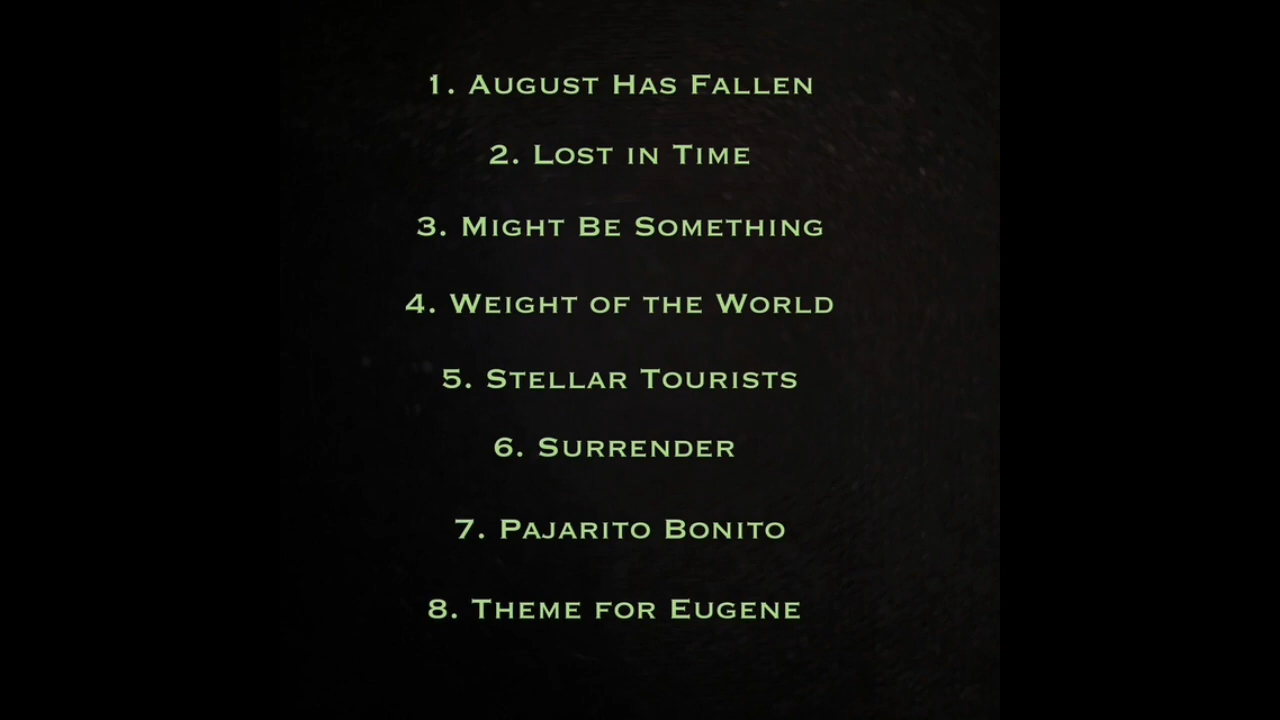 1. August Has Fallen
2. Lost in Time
3. Might Be Something
4. Weight of the World
5. Stellar Tourists
6. Surrender
7. Pajarito Bonito
8. Theme for Eugene